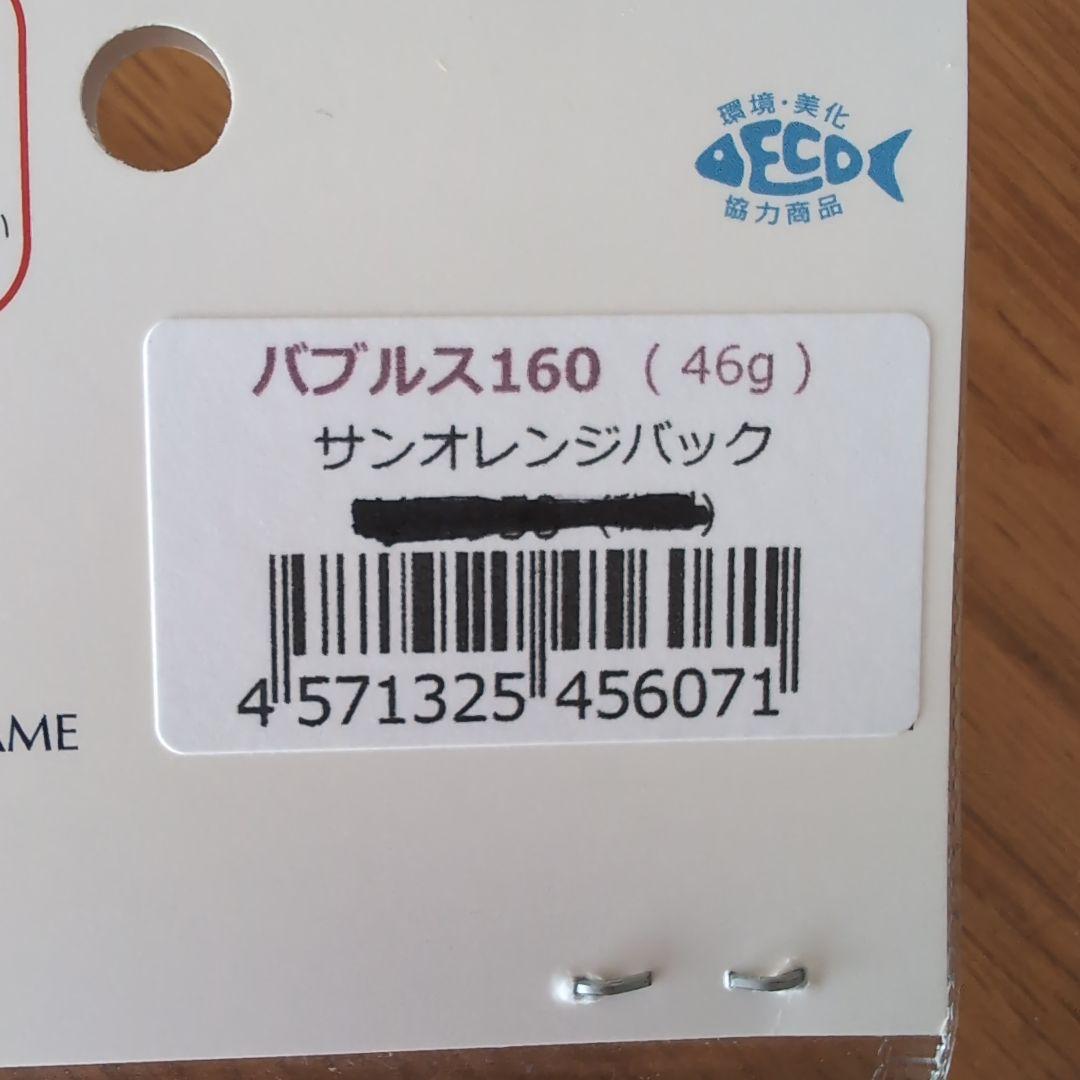 環境・美化
ECO
協力商品
バブルス160 (46g)
サンオレンジバック
4 571325 456071
AME